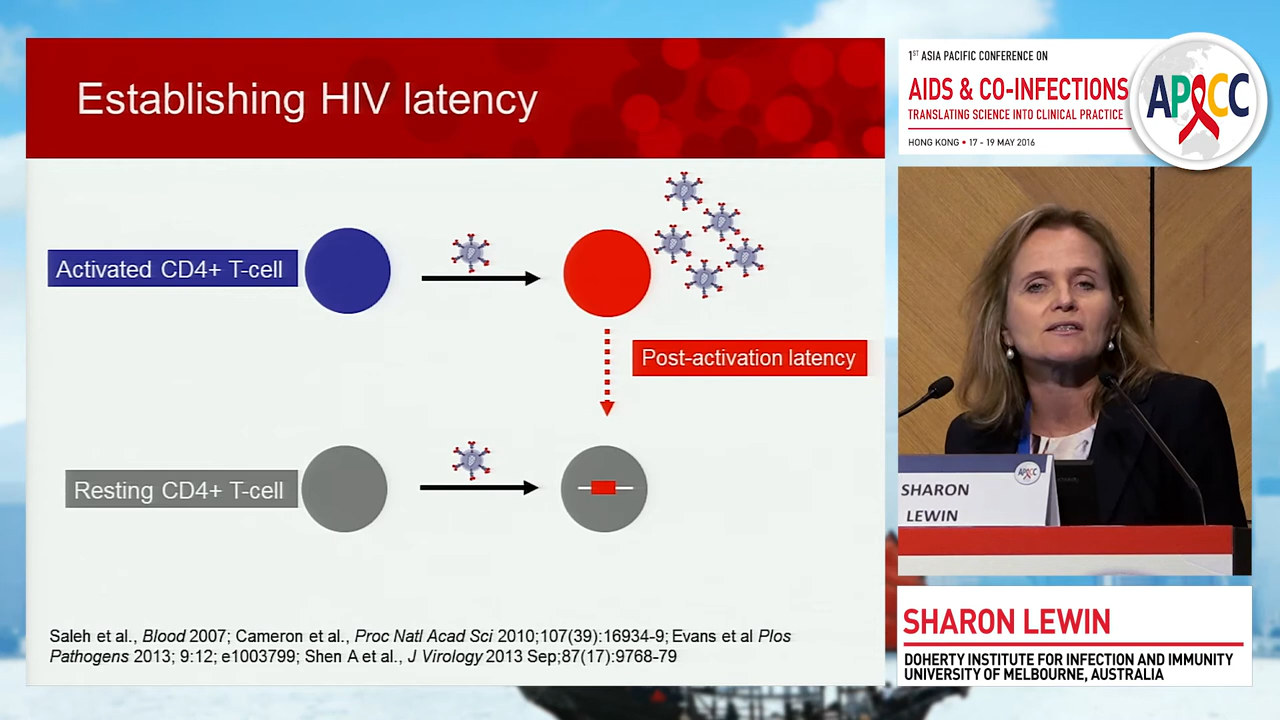 Establishing HIV latency
Activated CD4+ T-cell
Post-activation latency
Resting CD4+ T-cell
Saleh et al., Blood 2007; Cameron et al., Proc Natl Acad Sci 2010;107(39):16934-9; Evans et al Plos
Pathogens 2013; 9:12; e1003799; Shen A et al., J Virology 2013 Sep;87(17):9768-79
1ST ASIA PACIFIC CONFERENCE ON
AIDS & CO-INFECTIONS
TRANSLATING SCIENCE INTO CLINICAL PRACTICE
HONG KONG • 17 - 19 MAY 2016
APACC
APACC
SHARON
LEWIN
SHARON LEWIN
DOHERTY INSTITUTE FOR INFECTION AND IMMUNITY
UNIVERSITY OF MELBOURNE, AUSTRALIA